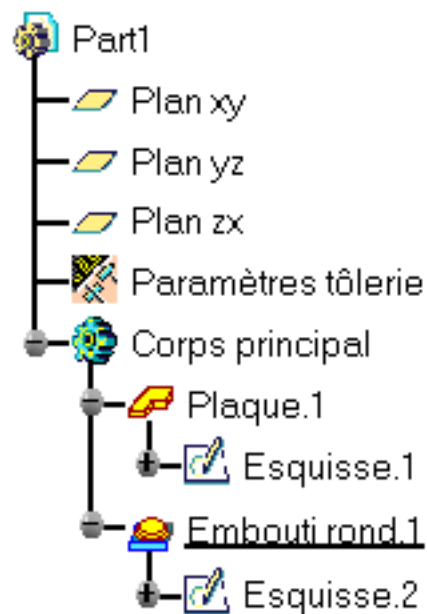 Part1
Plan xy
Plan yz
Plan zx
Paramètres tôlerie
Corps principal
Plaque.1
Esquisse.1
Embouti rond.1
Esquisse.2